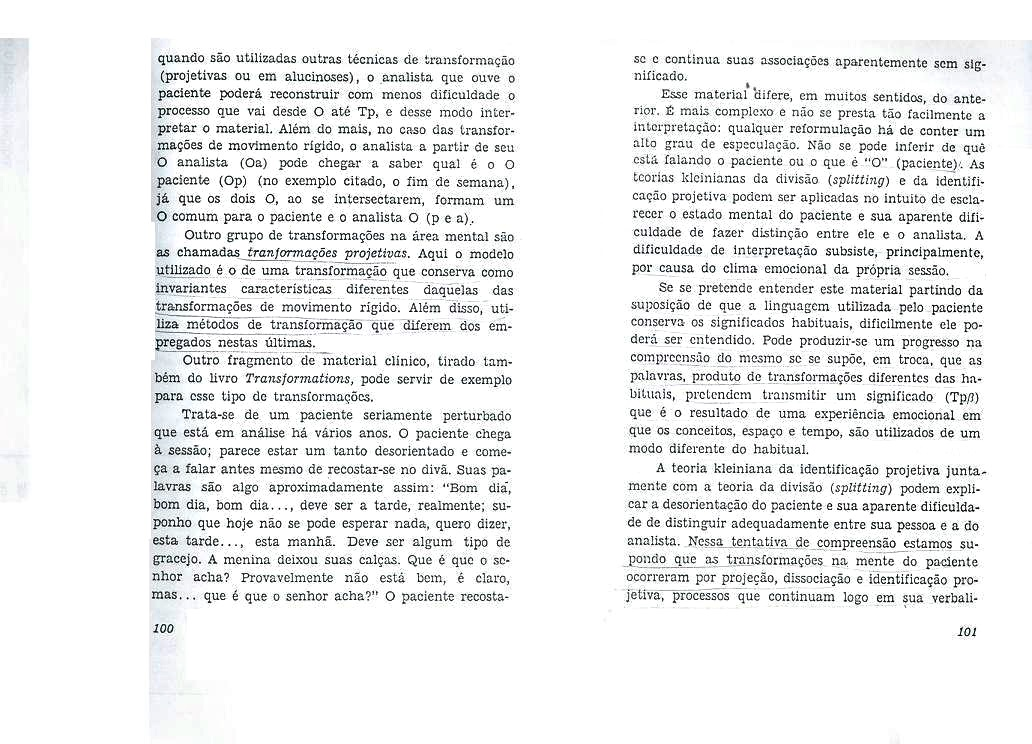 quando são utilizadas outras técnicas de transformação
(projetivas ou em alucinoses), o analista que ouve o
paciente poderá reconstruir com menos dificuldade o
processo que vai desde O até Tp, e desse modo inter-
pretar o material. Além do mais, no caso das transfor-
mações de movimento rígido, o analista a partir de seu
O analista (Oa) pode chegar a saber qual é o O
paciente (Op) (no exemplo citado, o fim de semana),
já que os dois O, ao se intersectarem, formam um
O comum para o paciente e o analista O (p e a).
Outro grupo de transformações na área mental são
as chamadas tranformações projetivas. Aqui o modelo
utilizado é o de uma transformação que conserva como
invariantes características diferentes daquelas das
transformações de movimento rígido. Além disso, uti-
liza métodos de transformação que diferem dos em-
pregados nestas últimas.
Outro fragmento de material clínico, tirado tam-
bém do livro Transformations, pode servir de exemplo
para esse tipo de transformações.
Trata-se de um paciente seriamente perturbado
que está em análise há vários anos. O paciente chega
à sessão; parece estar um tanto desorientado e come-
ça a falar antes mesmo de recostar-se no divã. Suas pa-
lavras são algo aproximadamente assim: "Bom dia,
bom dia, bom dia..., deve ser a tarde, realmente; su-
ponho que hoje não se pode esperar nada, quero dizer,
esta tarde..., esta manhã. Deve ser algum tipo de
gracejo. A menina deixou suas calças. Que é que o se-
nhor acha? Provavelmente não está bem, é claro,
mas... que é que o senhor acha?" O paciente recosta-
100
se e continua suas associações aparentemente sem sig-
nificado.
Esse material difere, em muitos sentidos, do ante-
rior. É mais complexo e não se presta tão facilmente a
interpretação: qualquer reformulação há de conter um
alto grau de especulação. Não se pode inferir de quê
está falando o paciente ou o que é "O" (paciente). As
teorias kleinianas da divisão (splitting) e da identifi-
cação projetiva podem ser aplicadas no intuito de escla-
recer o estado mental do paciente e sua aparente difi-
culdade de fazer distinção entre ele e o analista. A
dificuldade de interpretação subsiste, principalmente,
por causa do clima emocional da própria sessão.
Se se pretende entender este material partindo da
suposição de que a linguagem utilizada pelo paciente
conserva os significados habituais, dificilmente ele po-
derá ser entendido. Pode produzir-se um progresso na
compreensão do mesmo se se supõe, em troca, que as
palavras, produto de transformações diferentes das ha-
bituais, pretendem transmitir um significado (Tpβ)
que é o resultado de uma experiência emocional em
que os conceitos, espaço e tempo, são utilizados de um
modo diferente do habitual.
A teoria kleiniana da identificação projetiva junta-
mente com a teoria da divisão (splitting) podem expli-
car a desorientação do paciente e sua aparente dificulda-
de de distinguir adequadamente entre sua pessoa e a do
analista. Nessa tentativa de compreensão estamos su-
pondo que as transformações na mente do paciente
ocorreram por projeção, dissociação e identificação pro-
jetiva, processos que continuam logo em sua verbali-
101